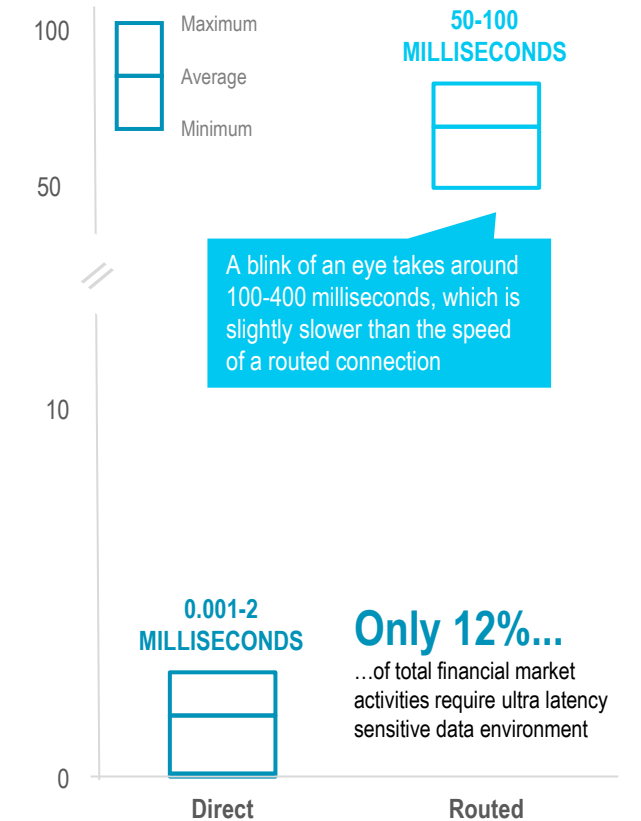 100
Maximum
Average
Minimum
50-100
MILLISECONDS
50
A blink of an eye takes around
100-400 milliseconds, which is
slightly slower than the speed
of a routed connection
10
0.001-2
MILLISECONDS
Only 12%...
…of total financial market
activities require ultra latency
sensitive data environment
0
Direct
Routed